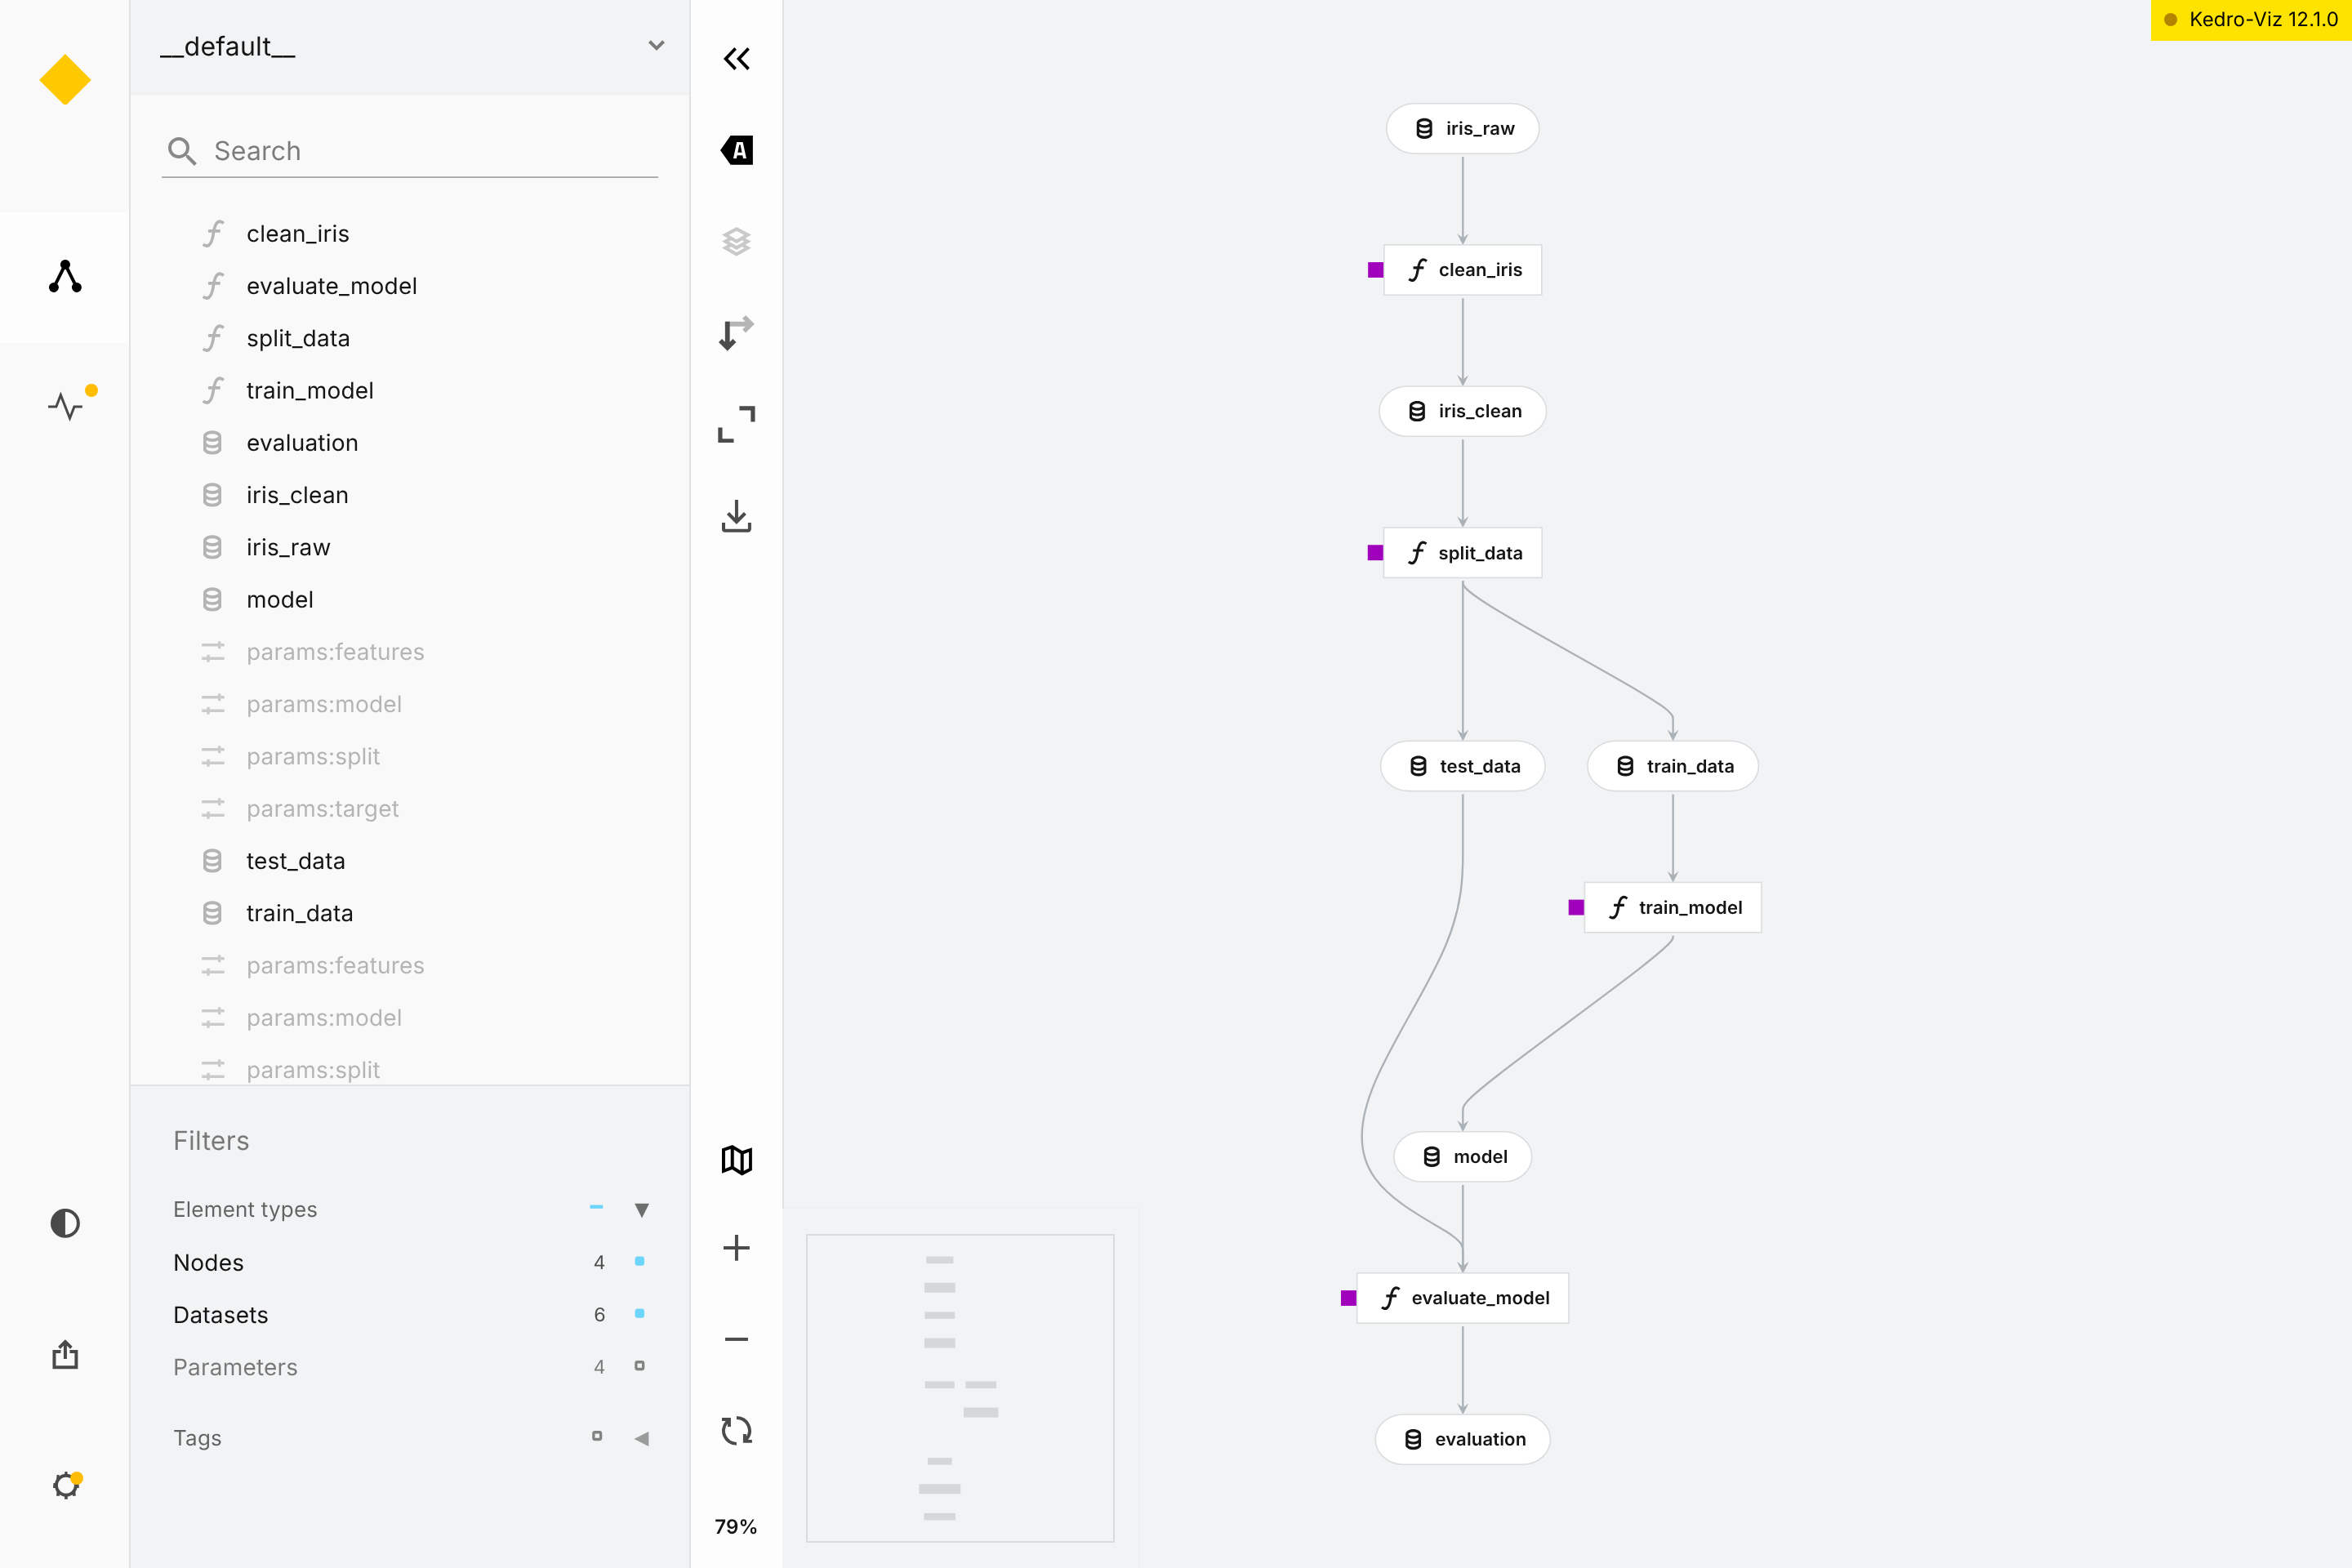 __default__
Search
clean_iris
evaluate_model
split_data
train_model
evaluation
iris_clean
iris_raw
model
params:features
params:model
params:split
params:target
test_data
train_data
params:features
params:model
params:split
Filters
Element types
Nodes 4
Datasets 6
Parameters 4
Tags
A
79%
Kedro-Viz 12.1.0
iris_raw
clean_iris
iris_clean
split_data
test_data train_data
train_model
model
evaluate_model
evaluation